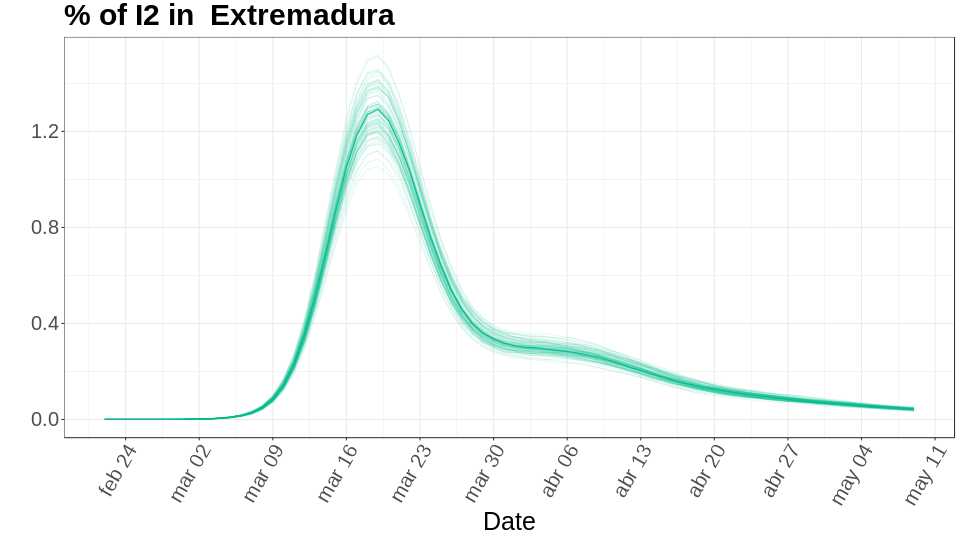 % of I2 in  Extremadura
1.2
0.8
0.4
0.0
feb 24
mar 02
mar 09
mar 16
mar 23
mar 30
abr 06
abr 13
abr 20
abr 27
may 04
may 11
Date